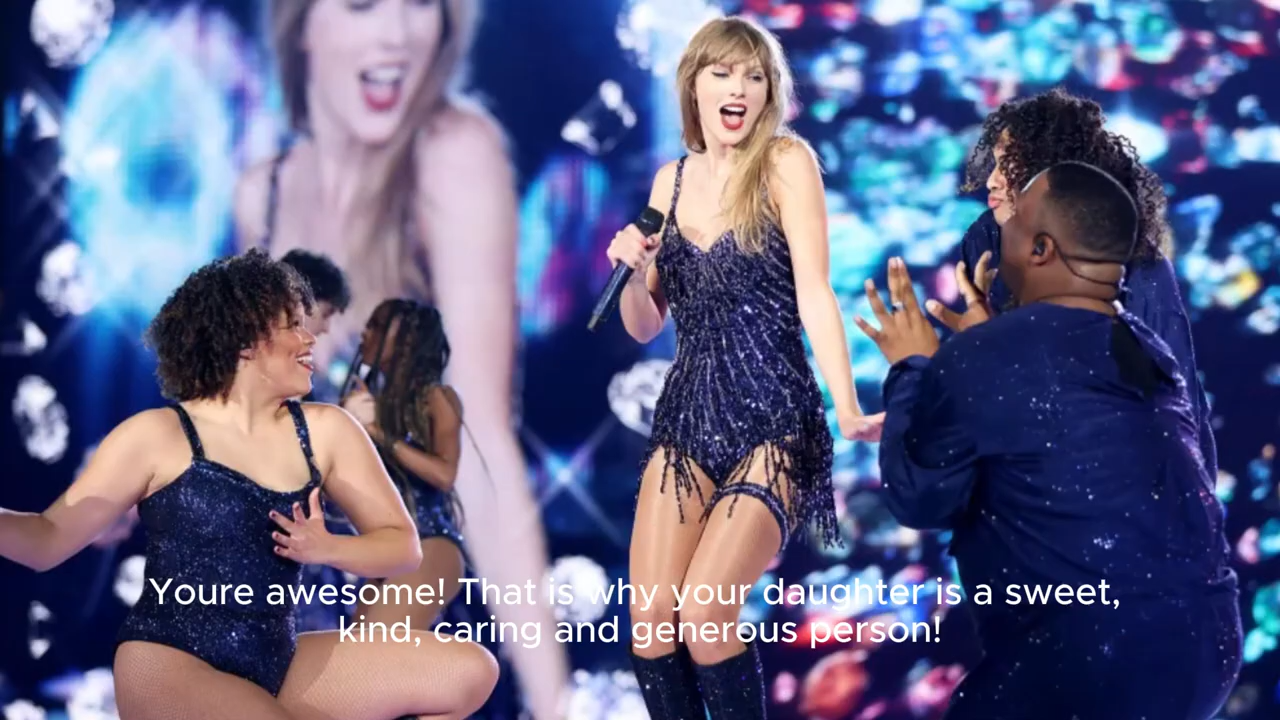 Youre awesome! That is why your daughter is a sweet,
kind, caring and generous person!